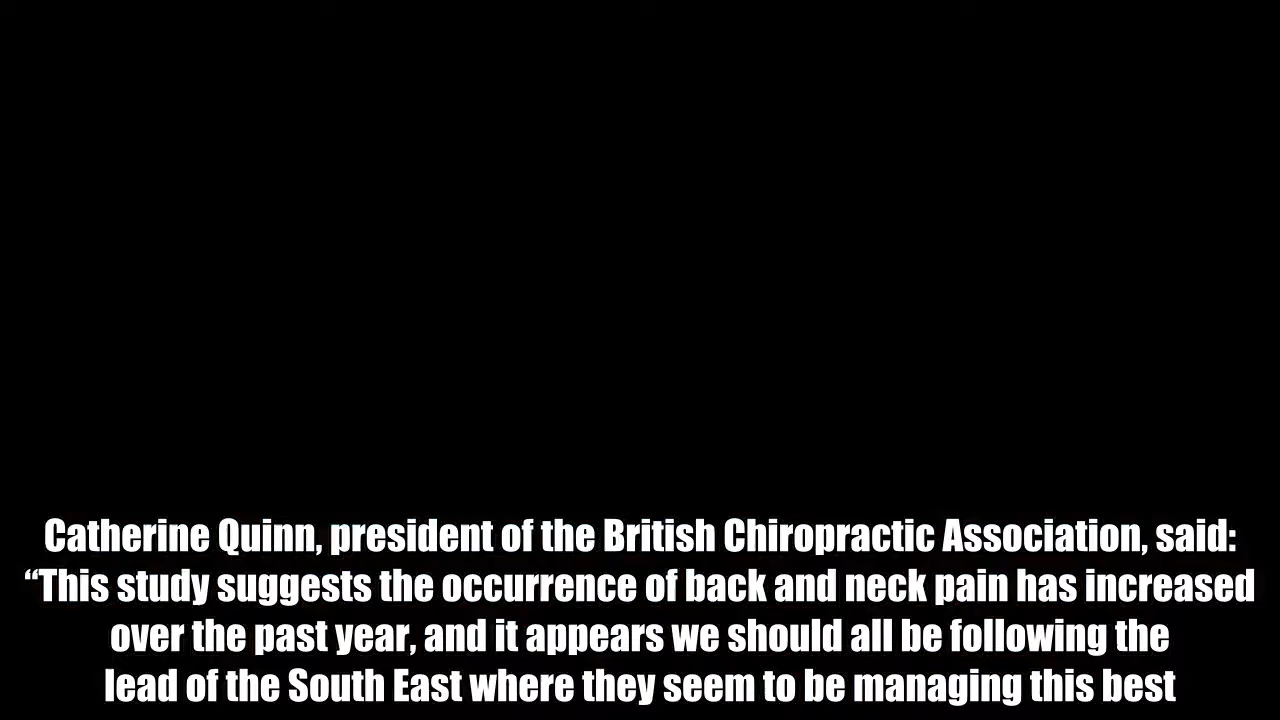 Catherine Quinn, president of the British Chiropractic Association, said:
“This study suggests the occurrence of back and neck pain has increased
over the past year, and it appears we should all be following the
lead of the South East where they seem to be managing this best